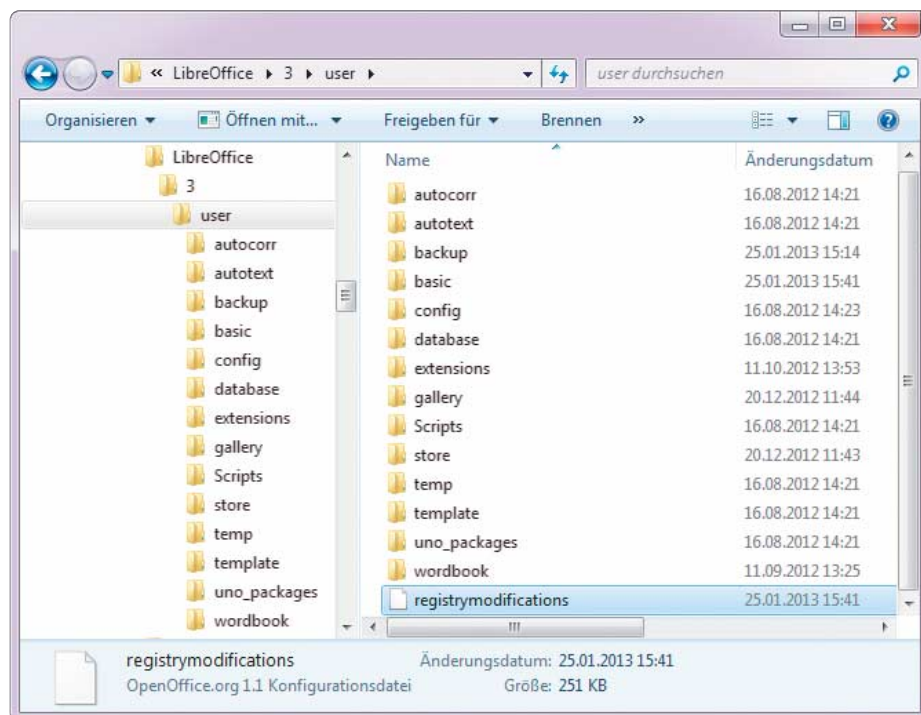 « LibreOffice ▸ 3 ▸ user ▸
user durchsuchen
Organisieren Öffnen mit... Freigeben für Brennen »
LibreOffice
3
user
autocorr
autotext
backup
basic
config
database
extensions
gallery
Scripts
store
temp
template
uno_packages
wordbook
Name Änderungsdatum
autocorr 16.08.2012 14:21
autotext 16.08.2012 14:21
backup 25.01.2013 15:14
basic 25.01.2013 15:41
config 16.08.2012 14:23
database 16.08.2012 14:21
extensions 11.10.2012 13:53
gallery 20.12.2012 11:44
Scripts 16.08.2012 14:21
store 20.12.2012 11:43
temp 16.08.2012 14:21
template 16.08.2012 14:21
uno_packages 16.08.2012 14:21
wordbook 11.09.2012 13:25
registrymodifications 25.01.2013 15:41
registrymodifications Änderungsdatum: 25.01.2013 15:41
OpenOffice.org 1.1 Konfigurationsdatei Größe: 251 KB